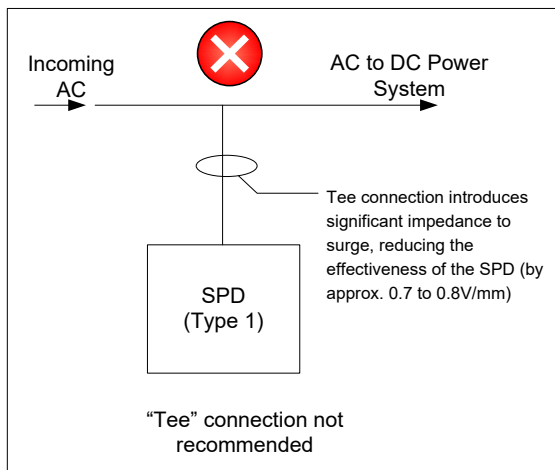 Incoming
AC
AC to DC Power
System
Tee connection introduces
significant impedance to
surge, reducing the
effectiveness of the SPD (by
approx. 0.7 to 0.8V/mm)
SPD
(Type 1)
“Tee” connection not
recommended